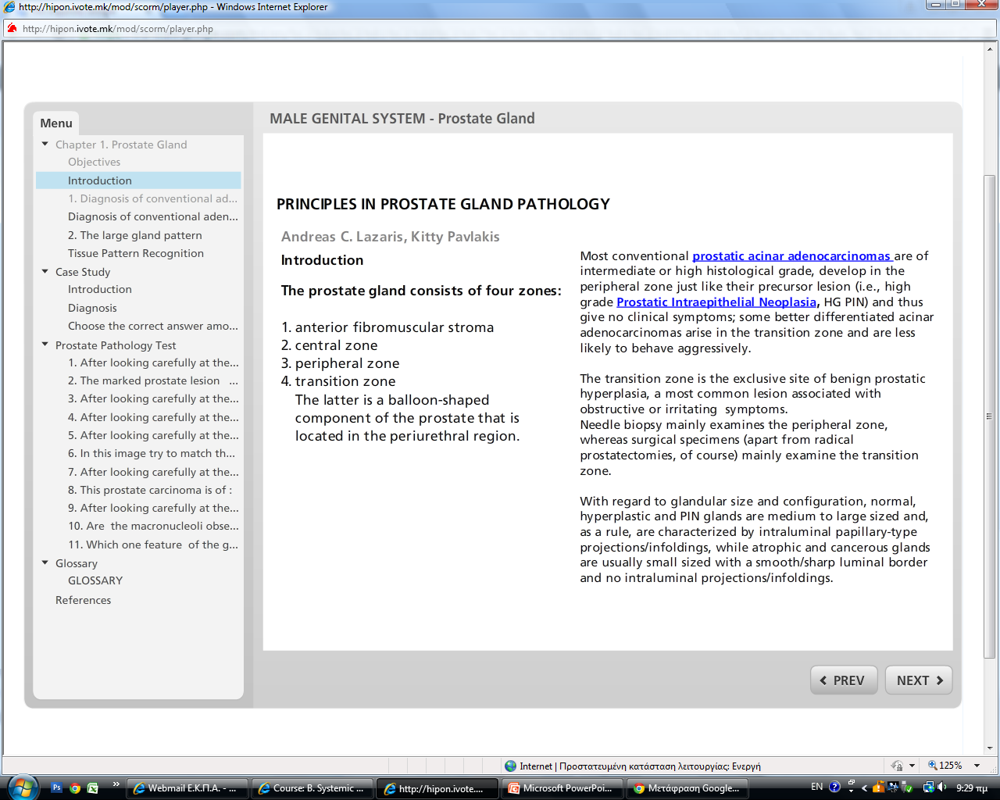 http://hipon.ivote.mk/mod/scorm/player.php - Windows Internet Explorer
http://hipon.ivote.mk/mod/scorm/player.php
Menu
Chapter 1. Prostate Gland
Objectives
Introduction
1. Diagnosis of conventional ad...
Diagnosis of conventional aden...
2. The large gland pattern
Tissue Pattern Recognition
Case Study
Introduction
Diagnosis
Choose the correct answer amo...
Prostate Pathology Test
1. After looking carefully at the...
2. The marked prostate lesion ...
3. After looking carefully at the...
4. After looking carefully at the...
5. After looking carefully at the...
6. In this image try to match th...
7. After looking carefully at the...
8. This prostate carcinoma is of :
9. After looking carefully at the...
10. Are the macronucleoli obse...
11. Which one feature of the g...
Glossary
GLOSSARY
References
MALE GENITAL SYSTEM - Prostate Gland
PRINCIPLES IN PROSTATE GLAND PATHOLOGY
Andreas C. Lazaris, Kitty Pavlakis
Introduction
The prostate gland consists of four zones:
1. anterior fibromuscular stroma
2. central zone
3. peripheral zone
4. transition zone
The latter is a balloon-shaped
component of the prostate that is
located in the periurethral region.
Most conventional prostatic acinar adenocarcinomas are of
intermediate or high histological grade, develop in the
peripheral zone just like their precursor lesion (i.e., high
grade Prostatic Intraepithelial Neoplasia, HG PIN) and thus
give no clinical symptoms; some better differentiated acinar
adenocarcinomas arise in the transition zone and are less
likely to behave aggressively.
The transition zone is the exclusive site of benign prostatic
hyperplasia, a most common lesion associated with
obstructive or irritating symptoms.
Needle biopsy mainly examines the peripheral zone,
whereas surgical specimens (apart from radical
prostatectomies, of course) mainly examine the transition
zone.
With regard to glandular size and configuration, normal,
hyperplastic and PIN glands are medium to large sized and,
as a rule, are characterized by intraluminal papillary-type
projections/infoldings, while atrophic and cancerous glands
are usually small sized with a smooth/sharp luminal border
and no intraluminal projections/infoldings.
PREV
NEXT
Internet | Προστατευμένη κατάσταση λειτουργίας: Ενεργή
125%
Ps
Webmail Ε.Κ.Π.Α. - ...
Course: B. Systemic ...
http://hipon.ivote....
Microsoft PowerPoi...
Μετάφραση Google...
EN
9:29 πμ